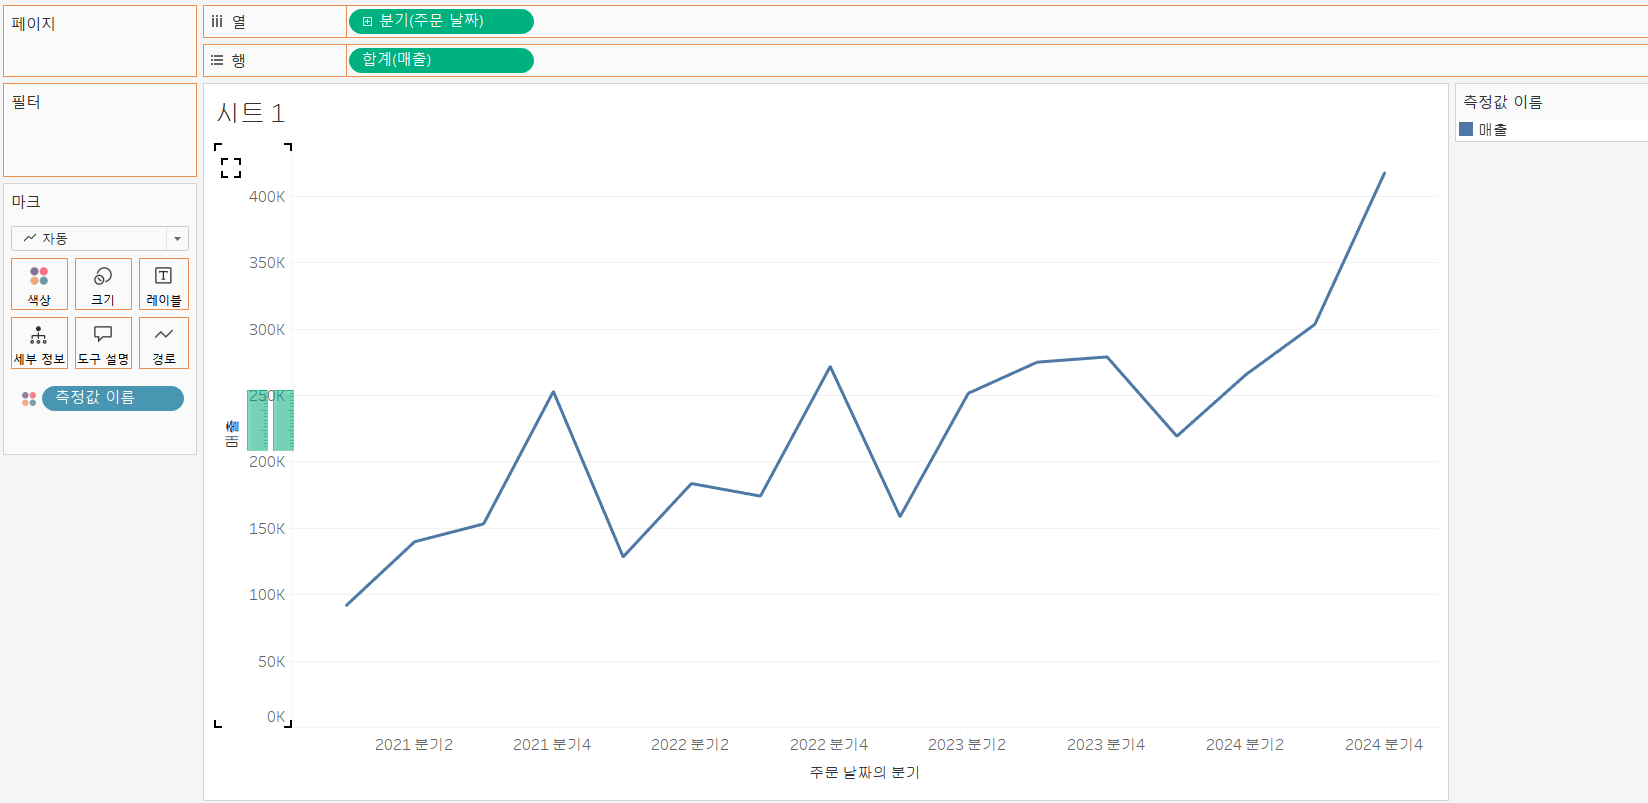 페이지
필터
마크
자동
색상
크기
레이블
세부 정보
도구 설명
경로
측정값 이름
열
분기(주문 날짜)
행
합계(매출)
시트 1
400K
350K
300K
250K
200K
150K
100K
50K
0K
2021 분기2
2021 분기4
2022 분기2
2022 분기4
2023 분기2
2023 분기4
2024 분기2
2024 분기4
주문 날짜의 분기
측정값 이름
매출